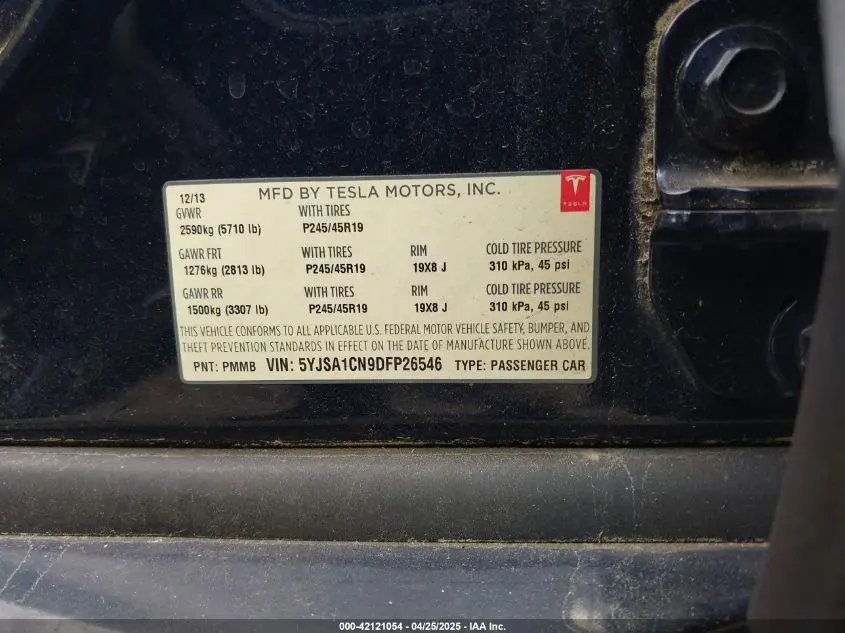 12/13 MFD BY TESLA MOTORS, INC.
TESLA
GVWR WITH TIRES
2590kg (5710 lb) P245/45R19
GAWR FRT WITH TIRES RIM COLD TIRE PRESSURE
1276kg (2813 lb) P245/45R19 19X8 J 310 kPa, 45 psi
GAWR RR WITH TIRES RIM COLD TIRE PRESSURE
1500kg (3307 lb) P245/45R19 19X8 J 310 kPa, 45 psi
THIS VEHICLE CONFORMS TO ALL APPLICABLE U.S. FEDERAL MOTOR VEHICLE SAFETY, BUMPER, AND
THEFT PREVENTION STANDARDS IN EFFECT ON THE DATE OF MANUFACTURE SHOWN ABOVE.
PNT: PMMB VIN: 5YJSA1CN9DFP26546 TYPE: PASSENGER CAR
000-42121054 04/25/2025 - IAA Inc.